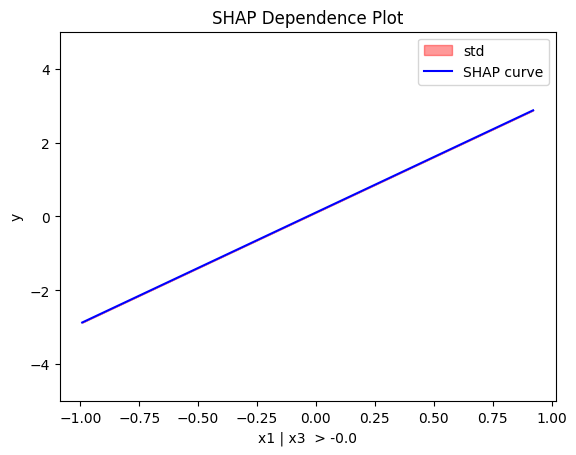 SHAP Dependence Plot
std
SHAP curve
4
2
0
−2
−4
y
−1.00 −0.75 −0.50 −0.25 0.00 0.25 0.50 0.75 1.00
x1 | x3  > -0.0